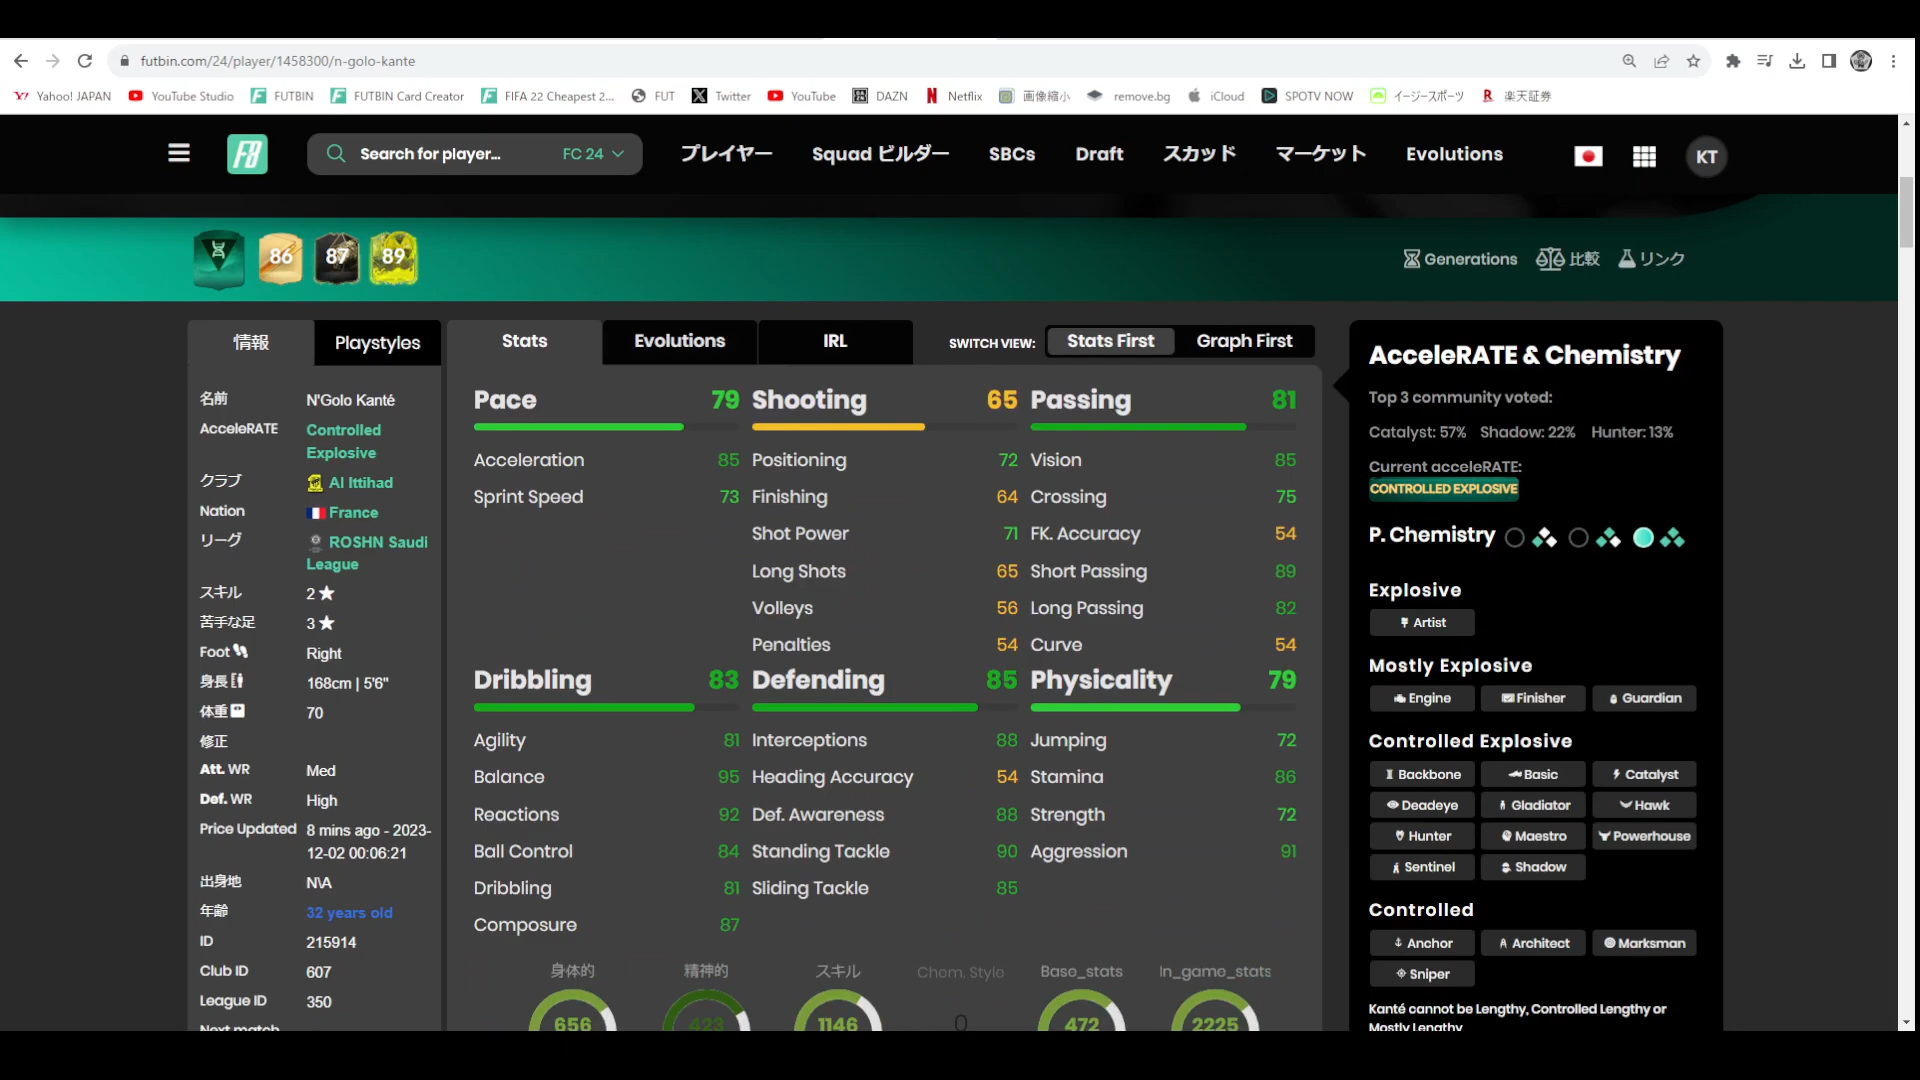 futbin.com/24/player/1458300/n-golo-kante
Yahoo! JAPAN YouTube Studio FUTBIN FUTBIN Card Creator FIFA 22 Cheapest 2... FUT Twitter YouTube DAZN Netflix 画像縮小 remove.bg iCloud SPOTV NOW イージースポーツ 楽天証券
Search for player... FC 24 プレイヤー Squad ビルダー SBCs Draft スカッド マーケット Evolutions KT
86 87 89 Generations 比較 リンク
情報 Playstyles
名前 N'Golo Kanté
AcceleRATE Controlled
Explosive
クラブ Al Ittihad
Nation France
リーグ ROSHN Saudi
League
スキル 2★
苦手な足 3★
Foot Right
身長 168cm | 5'6"
体重 70
修正
Att. WR Med
Def. WR High
Price Updated 8 mins ago - 2023-
12-02 00:06:21
出身地 N\A
年齢 32 years old
ID 215914
Club ID 607
League ID 350
Next match
Stats Evolutions IRL SWITCH VIEW: Stats First Graph First
Pace 79 Shooting 65 Passing 81
Acceleration 85 Positioning 72 Vision 85
Sprint Speed 73 Finishing 64 Crossing 75
Shot Power 71 FK. Accuracy 54
Long Shots 65 Short Passing 89
Volleys 56 Long Passing 82
Penalties 54 Curve 54
Dribbling 83 Defending 85 Physicality 79
Agility 81 Interceptions 88 Jumping 72
Balance 95 Heading Accuracy 54 Stamina 86
Reactions 92 Def. Awareness 88 Strength 72
Ball Control 84 Standing Tackle 90 Aggression 91
Dribbling 81 Sliding Tackle 85
Composure 87
身体的 精神的 スキル Chem. Style Base_stats In_game_stats
656 423 1146 0 472 2225
AcceleRATE & Chemistry
Top 3 community voted:
Catalyst: 57% Shadow: 22% Hunter: 13%
Current acceleRATE:
CONTROLLED EXPLOSIVE
P. Chemistry
Explosive
Artist
Mostly Explosive
Engine Finisher Guardian
Controlled Explosive
Backbone Basic Catalyst
Deadeye Gladiator Hawk
Hunter Maestro Powerhouse
Sentinel Shadow
Controlled
Anchor Architect Marksman
Sniper
Kanté cannot be Lengthy, Controlled Lengthy or
Mostly Lengthy